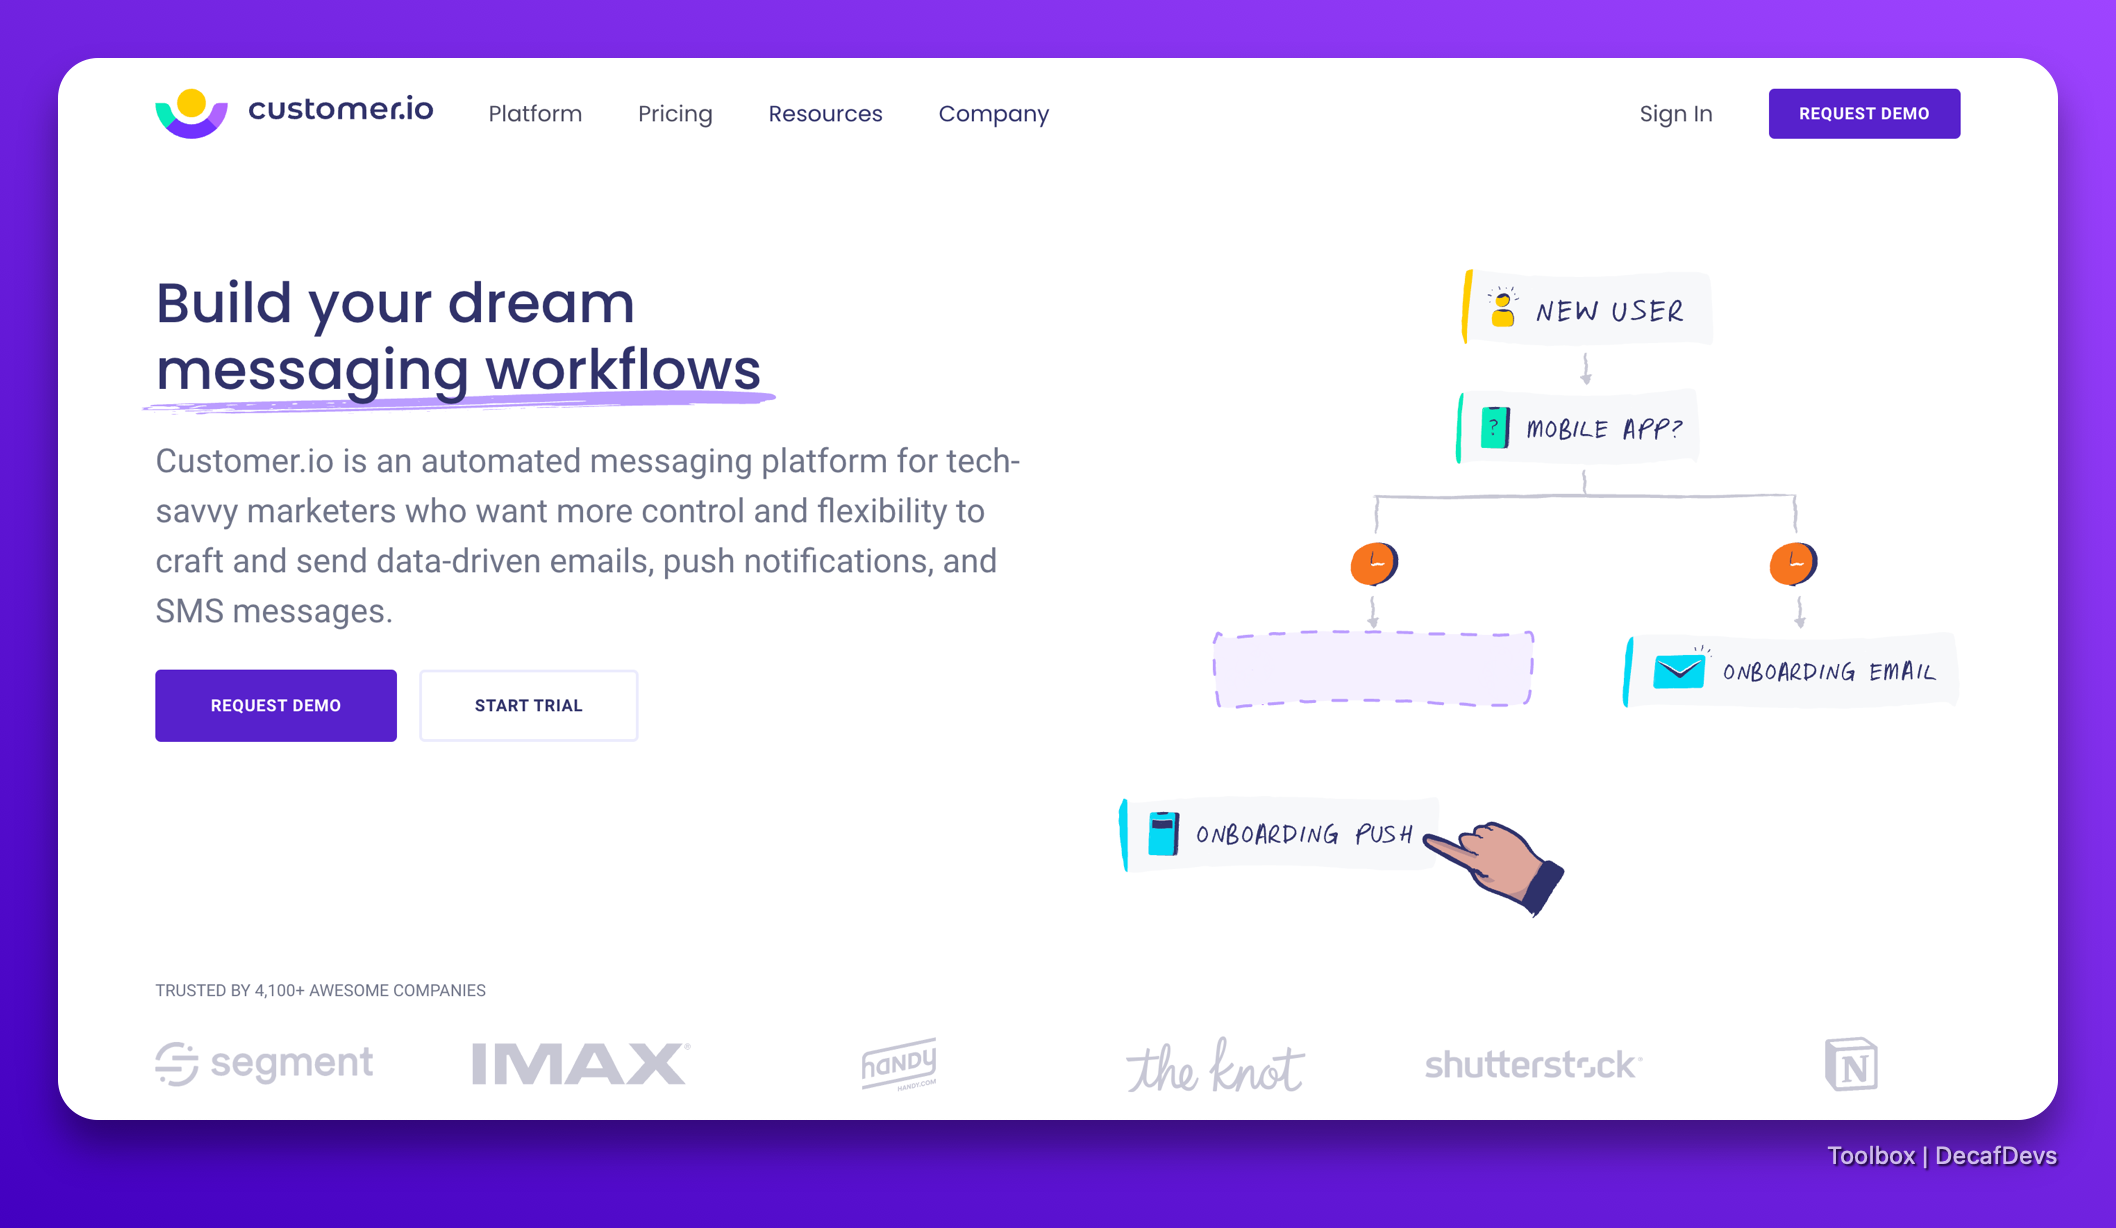 customer.io
Platform
Pricing
Resources
Company
Sign In
REQUEST DEMO
Build your dream
messaging workflows
Customer.io is an automated messaging platform for tech-
savvy marketers who want more control and flexibility to
craft and send data-driven emails, push notifications, and
SMS messages.
REQUEST DEMO
START TRIAL
NEW USER
?
MOBILE APP?
ONBOARDING EMAIL
ONBOARDING PUSH
TRUSTED BY 4,100+ AWESOME COMPANIES
segment
IMAX®
HANDY
HANDY.COM
the knot
shutterstock
N
Toolbox | DecafDevs